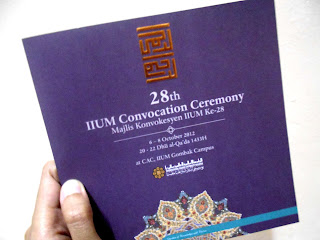 28th
IIUM Convocation Ceremony
Majlis Konvokesyen IIUM Ke-28
6 - 8 October 2012
20 - 22 Dhū al-Qa'da 1433H
at CAC, IIUM Gombak Campus